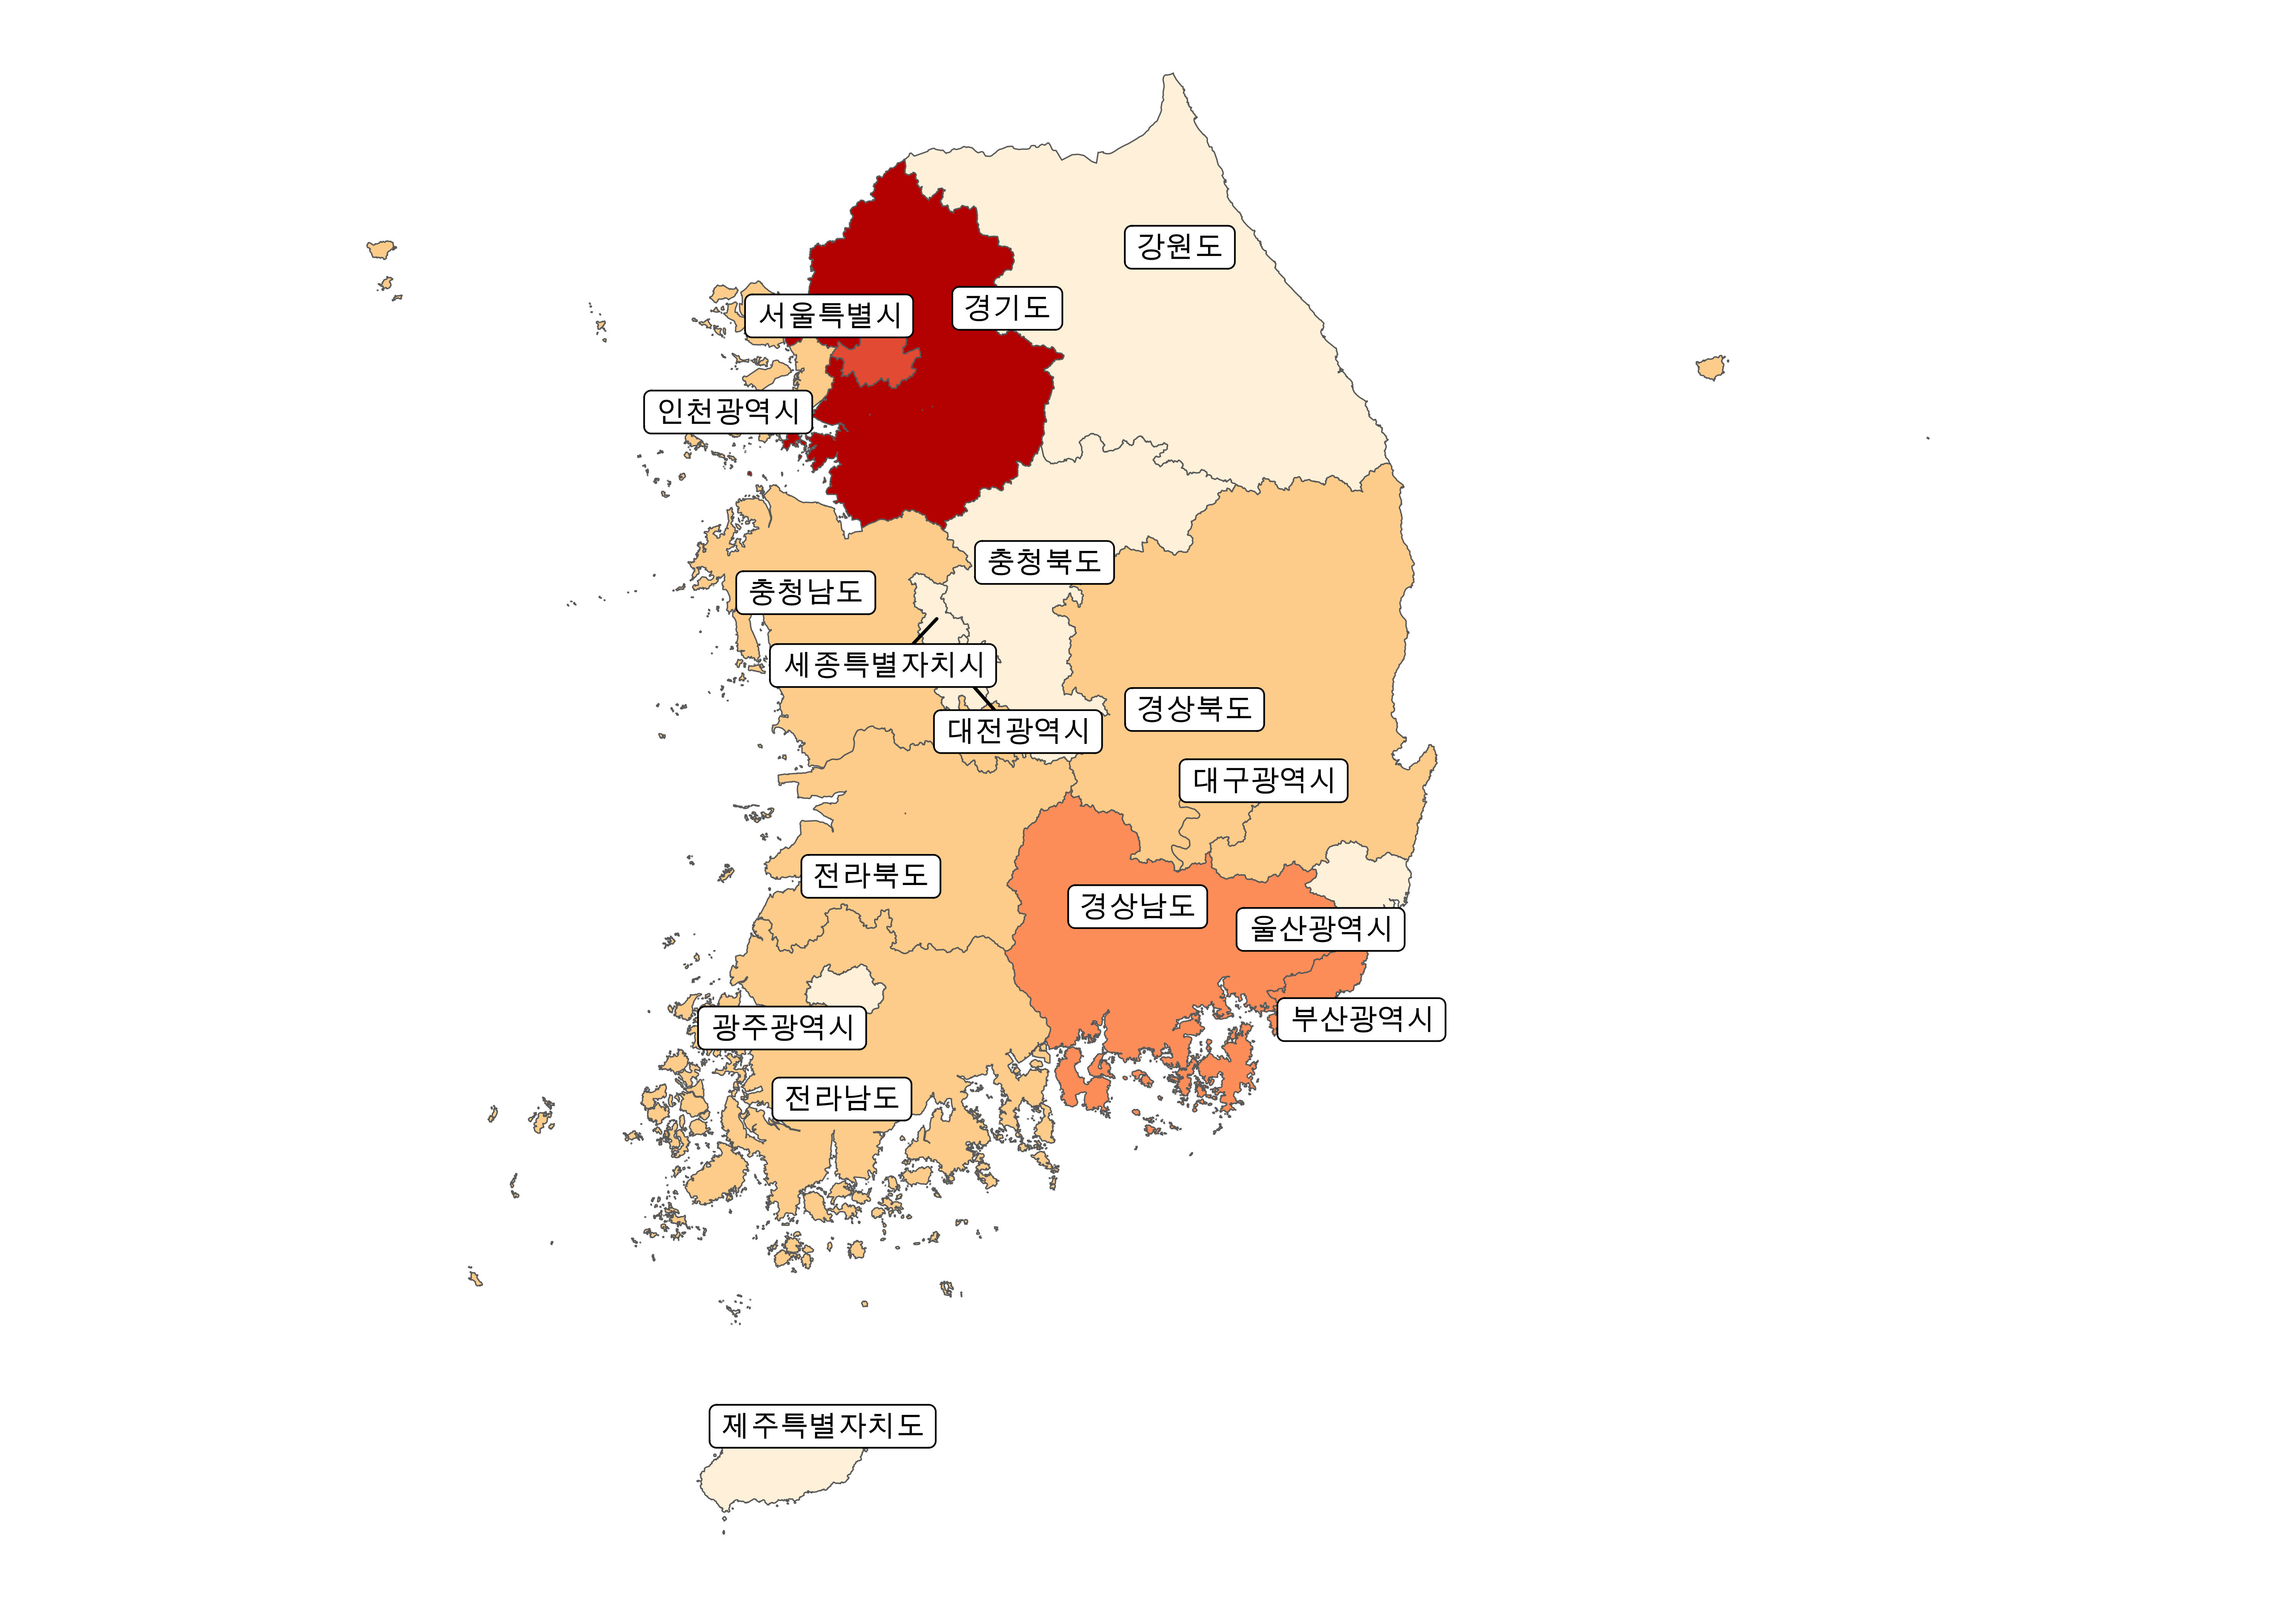 강원도
경기도
서울특별시
인천광역시
충청북도
충청남도
세종특별자치시
경상북도
대전광역시
대구광역시
전라북도
경상남도
울산광역시
부산광역시
광주광역시
전라남도
제주특별자치도